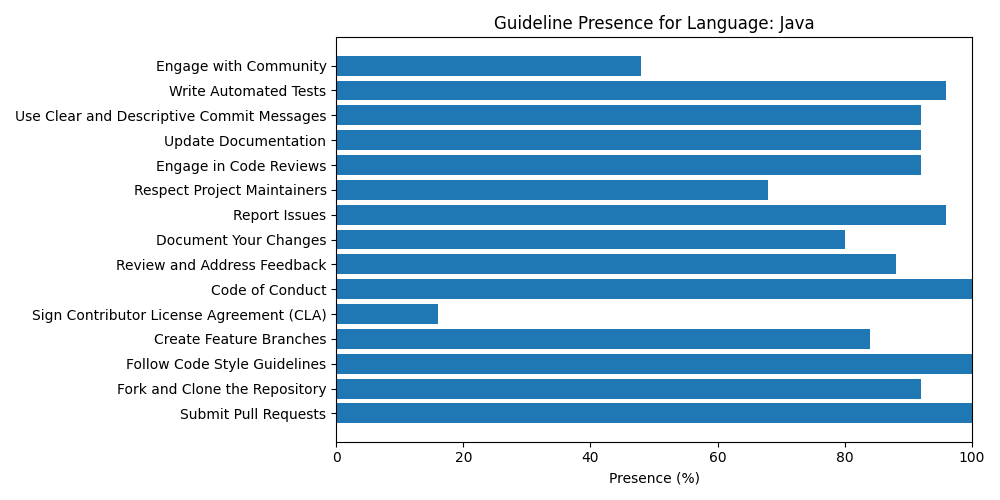 Guideline Presence for Language: Java
Engage with Community
Write Automated Tests
Use Clear and Descriptive Commit Messages
Update Documentation
Engage in Code Reviews
Respect Project Maintainers
Report Issues
Document Your Changes
Review and Address Feedback
Code of Conduct
Sign Contributor License Agreement (CLA)
Create Feature Branches
Follow Code Style Guidelines
Fork and Clone the Repository
Submit Pull Requests
0 20 40 60 80 100
Presence (%)